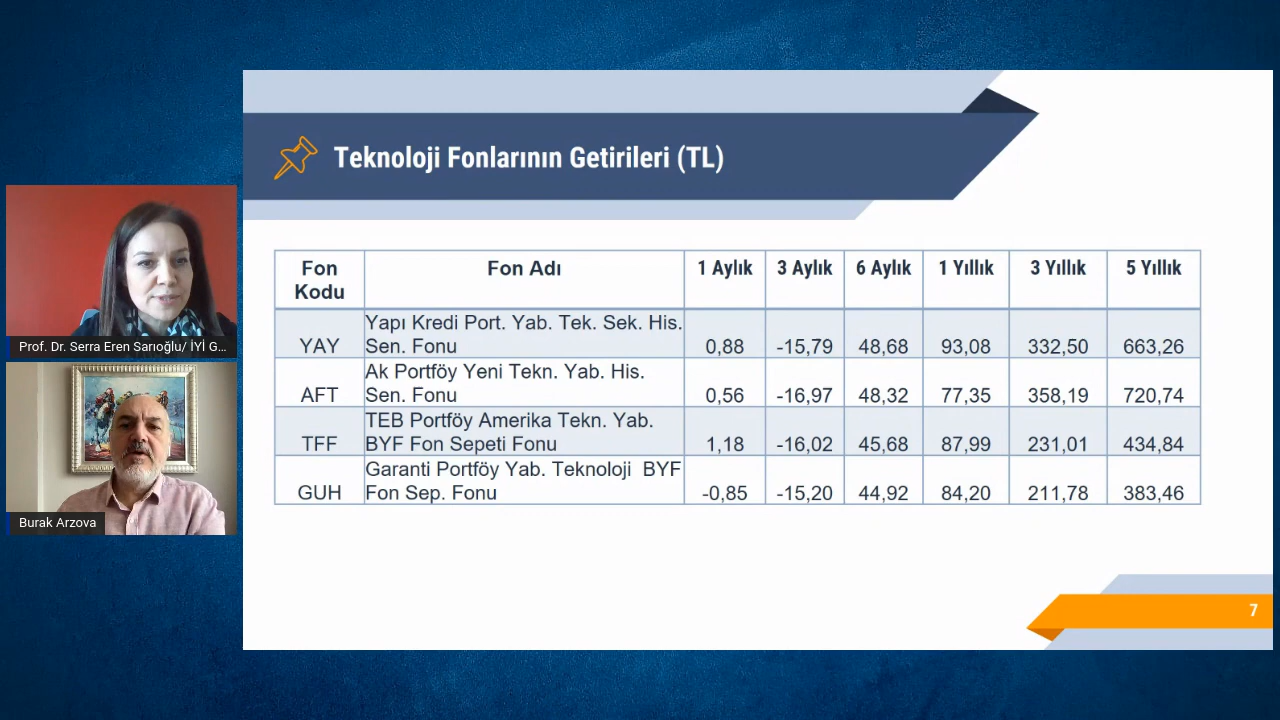 Teknoloji Fonlarının Getirileri (TL)
Fon Kodu Fon Adı 1 Aylık 3 Aylık 6 Aylık 1 Yıllık 3 Yıllık 5 Yıllık
YAY Yapı Kredi Port. Yab. Tek. Sek. His. Sen. Fonu 0,88 -15,79 48,68 93,08 332,50 663,26
AFT Ak Portföy Yeni Tekn. Yab. His. Sen. Fonu 0,56 -16,97 48,32 77,35 358,19 720,74
TFF TEB Portföy Amerika Tekn. Yab. BYF Fon Sepeti Fonu 1,18 -16,02 45,68 87,99 231,01 434,84
GUH Garanti Portföy Yab. Teknoloji BYF Fon Sep. Fonu -0,85 -15,20 44,92 84,20 211,78 383,46
7
Prof. Dr. Serra Eren Sarıoğlu/ İYİ G...
Burak Arzova